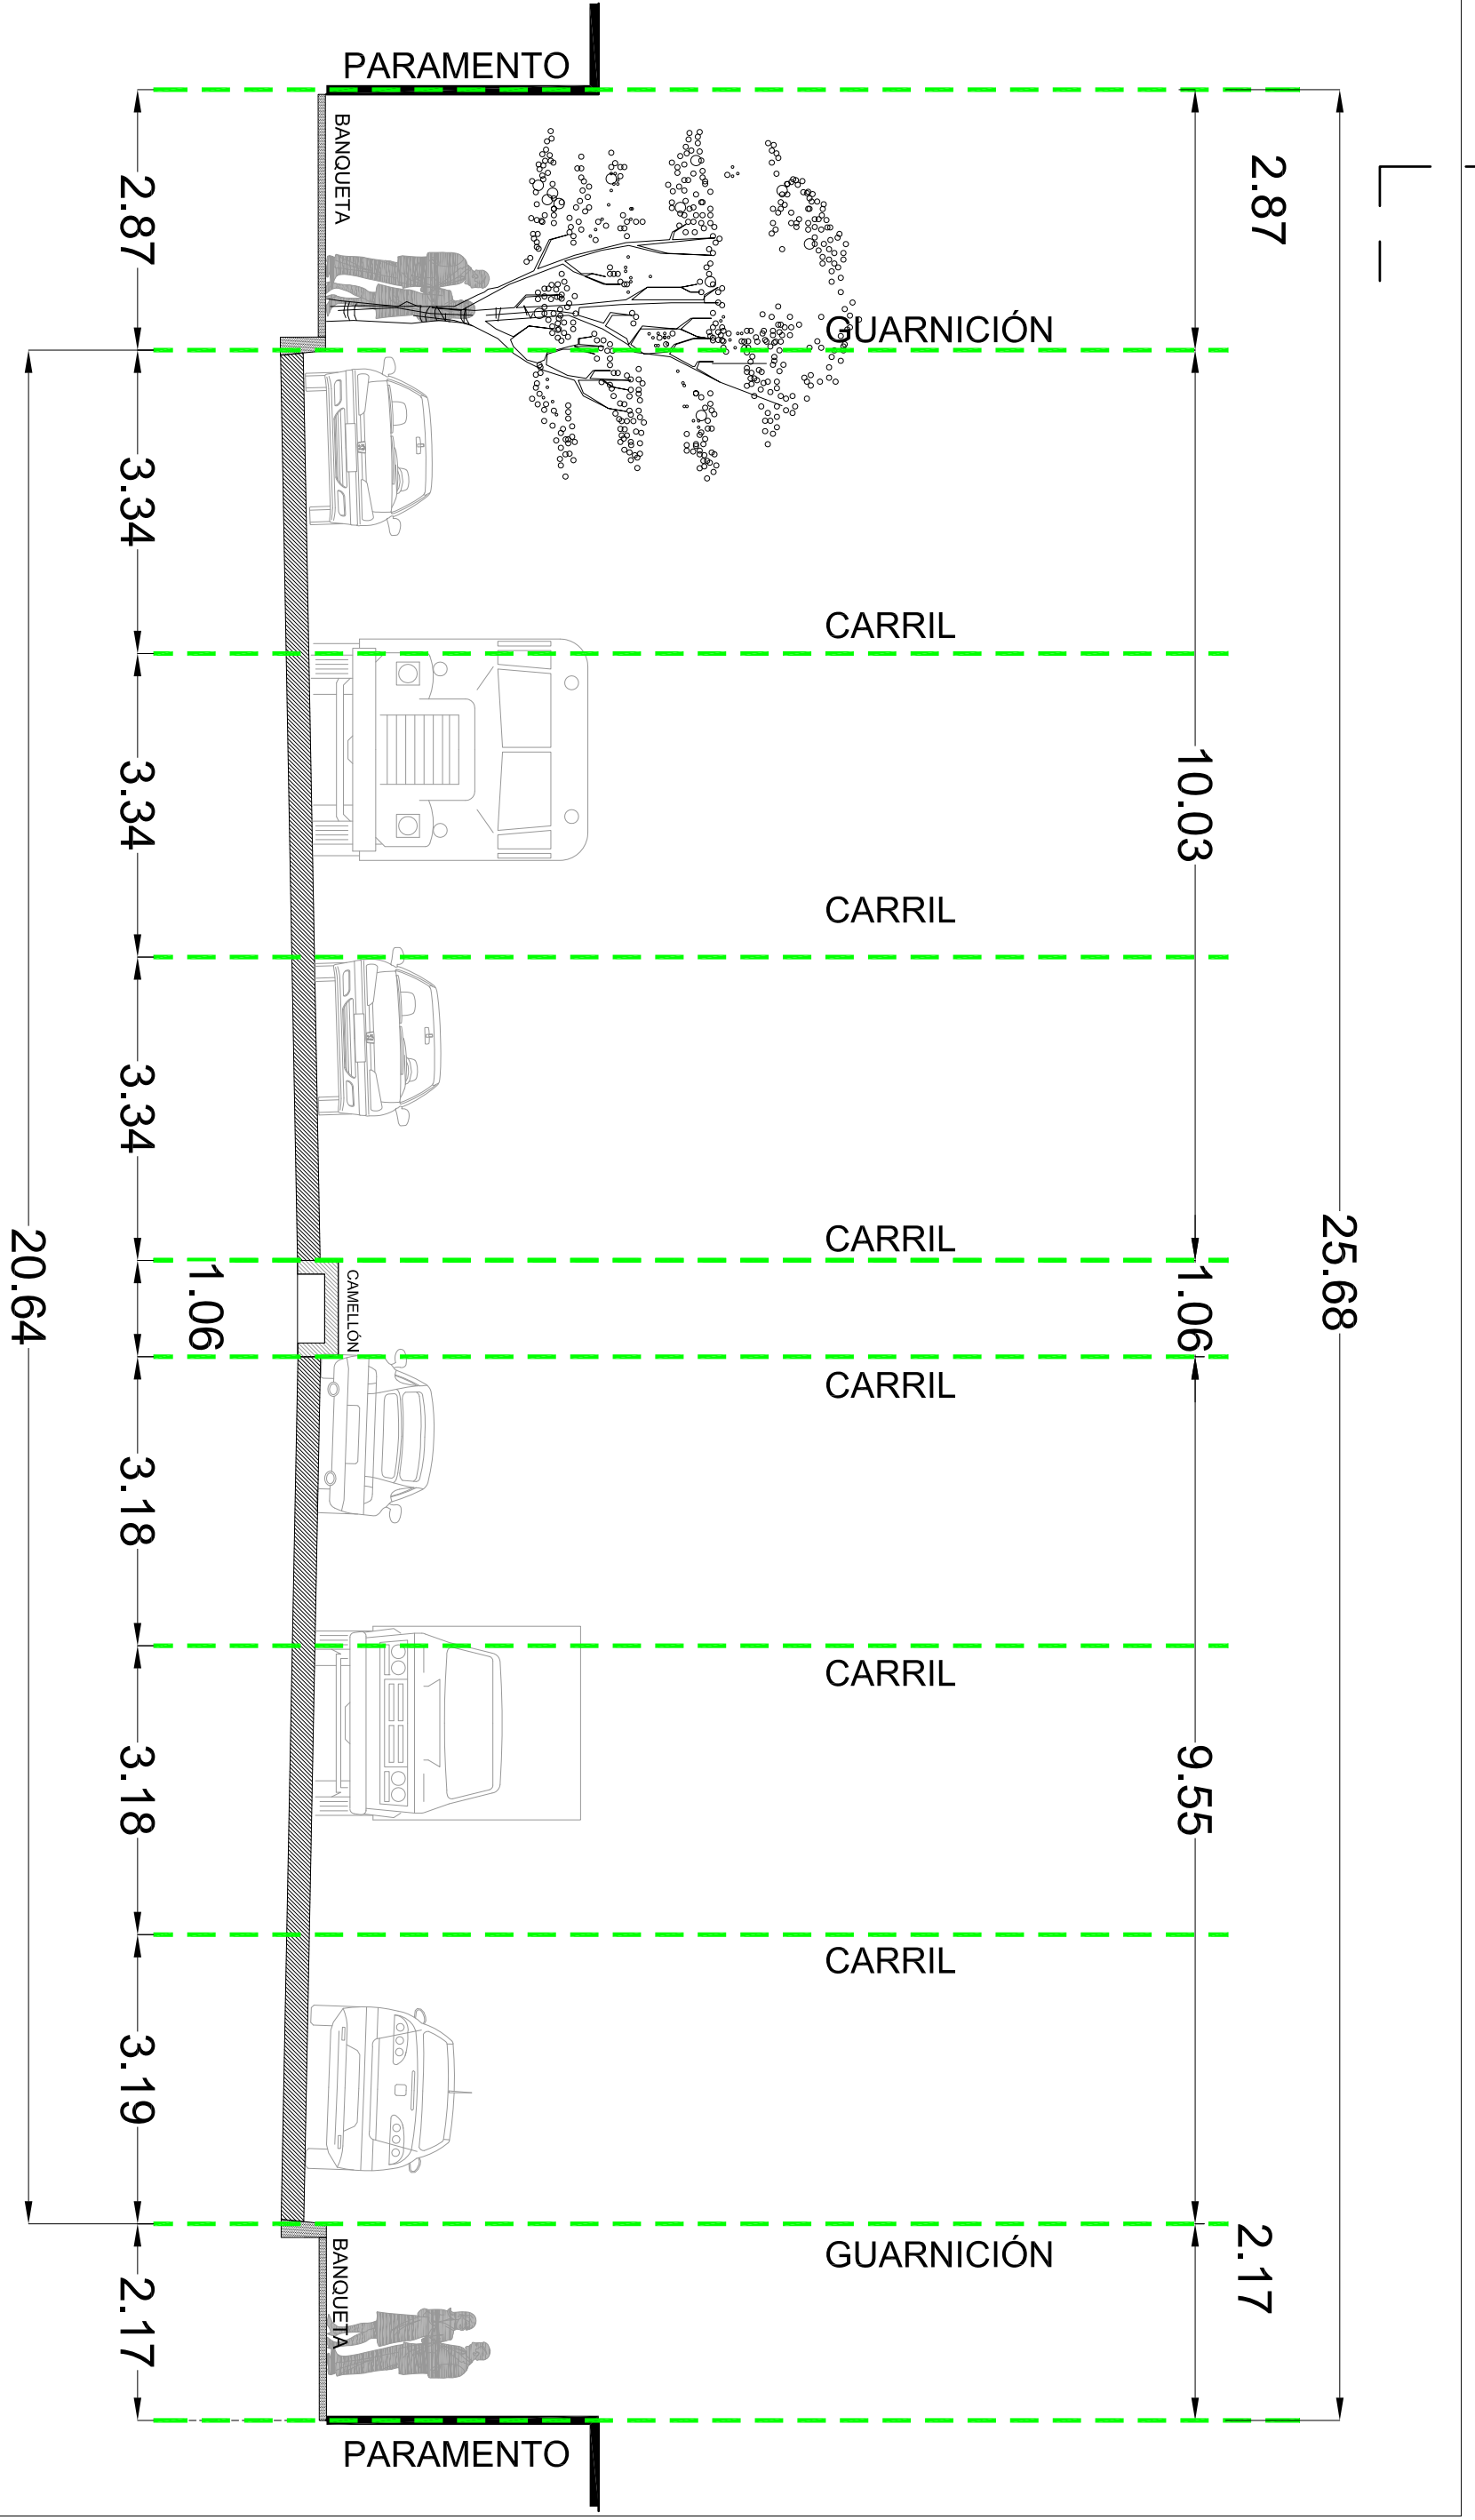 25.68
2.87
10.03
1.06
9.55
2.17
GUARNICIÓN
CARRIL
CARRIL
CARRIL
CARRIL
CARRIL
CARRIL
GUARNICIÓN
PARAMENTO
PARAMENTO
BANQUETA
CAMELLÓN
BANQUETA
1.06
2.87
3.34
3.34
3.34
3.18
3.18
3.19
2.17
20.64